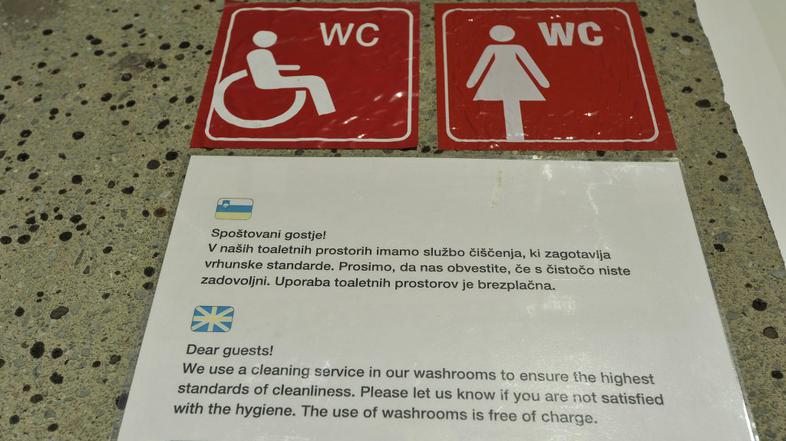 WC
WC
Spoštovani gostje!
V naših toaletnih prostorih imamo službo čiščenja, ki zagotavlja
vrhunske standarde. Prosimo, da nas obvestite, če s čistočo niste
zadovoljni. Uporaba toaletnih prostorov je brezplačna.
Dear guests!
We use a cleaning service in our washrooms to ensure the highest
standards of cleanliness. Please let us know if you are not satisfied
with the hygiene. The use of washrooms is free of charge.